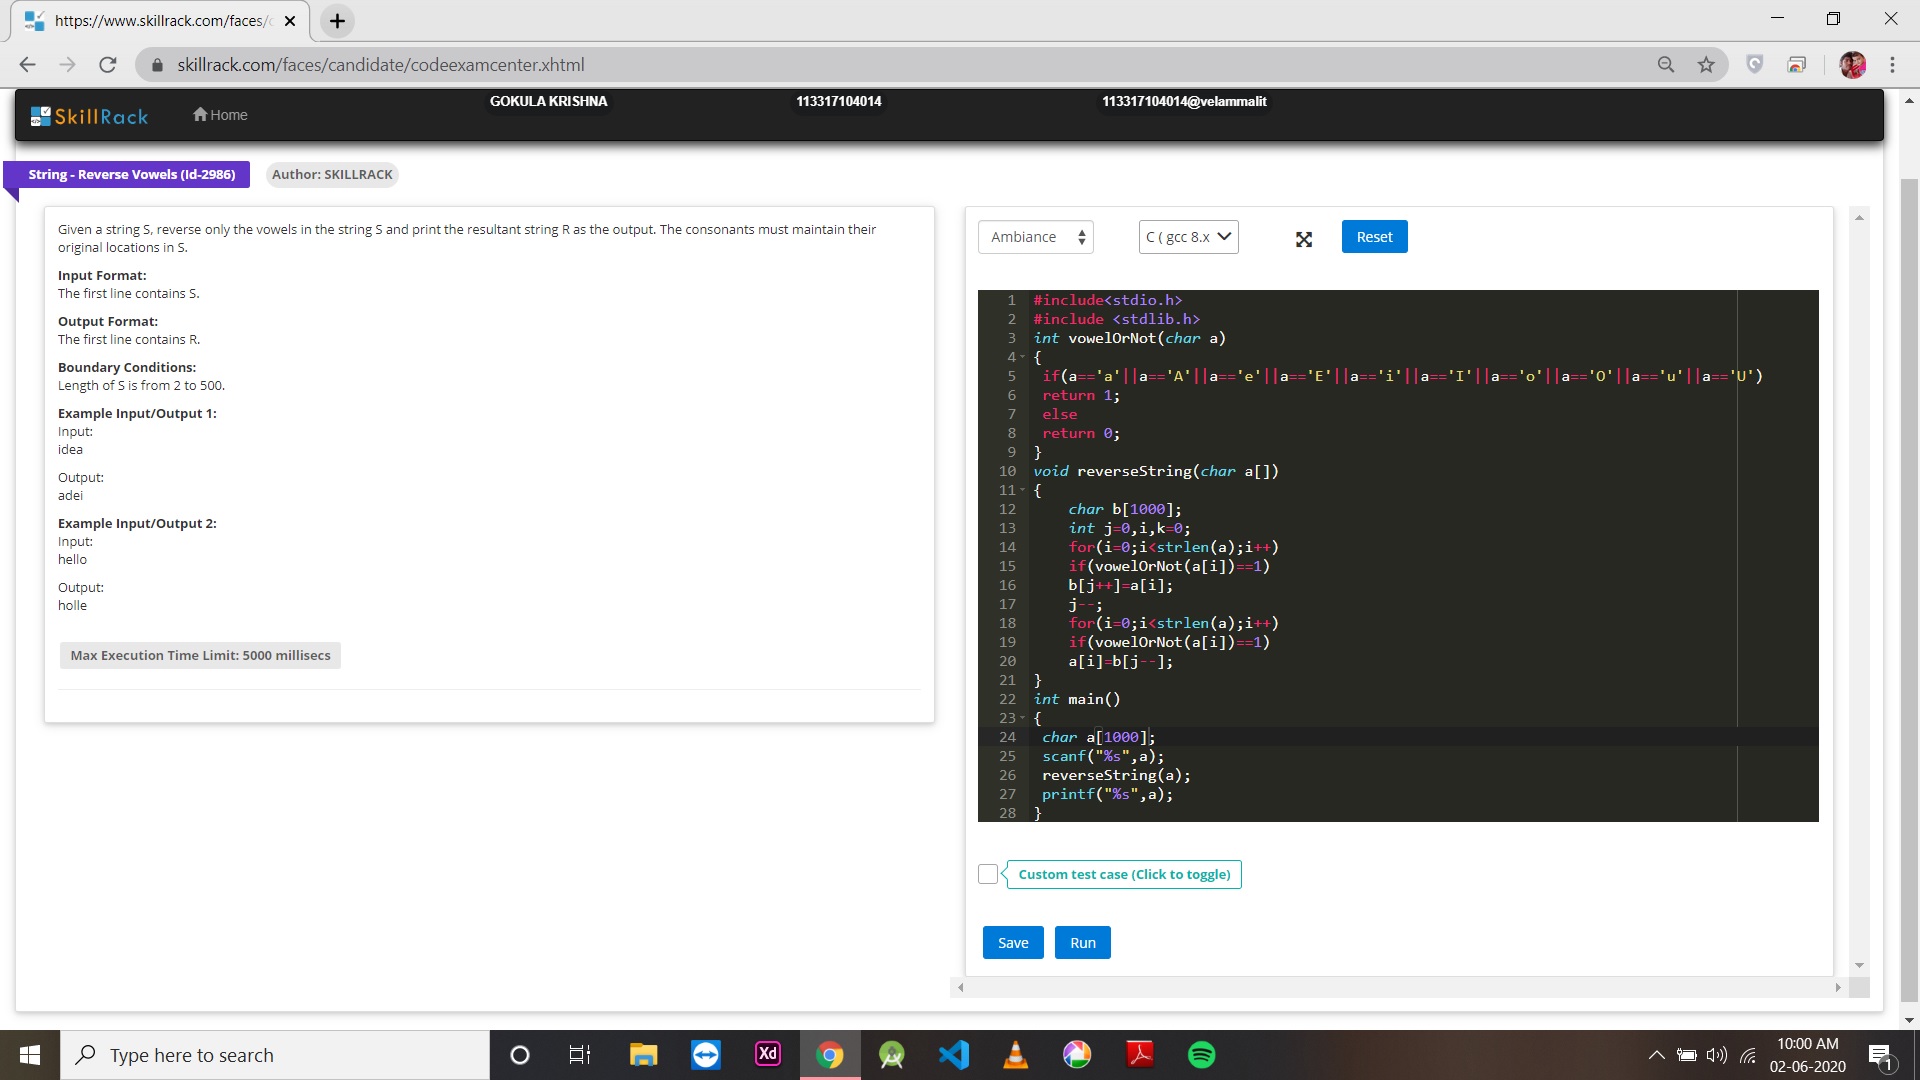 https://www.skillrack.com/faces/c
skillrack.com/faces/candidate/codeexamcenter.xhtml
SkillRack
Home
GOKULA KRISHNA
113317104014
113317104014@velammalit
String - Reverse Vowels (Id-2986)
Author: SKILLRACK
Given a string S, reverse only the vowels in the string S and print the resultant string R as the output. The consonants must maintain their
original locations in S.
Input Format:
The first line contains S.
Output Format:
The first line contains R.
Boundary Conditions:
Length of S is from 2 to 500.
Example Input/Output 1:
Input:
idea
Output:
adei
Example Input/Output 2:
Input:
hello
Output:
holle
Max Execution Time Limit: 5000 millisecs
Ambiance
C ( gcc 8.x
Reset
1 #include<stdio.h>
2 #include <stdlib.h>
3 int vowelOrNot(char a)
4 {
5 if(a=='a'||a=='A'||a=='e'||a=='E'||a=='i'||a=='I'||a=='o'||a=='O'||a=='u'||a=='U')
6 return 1;
7 else
8 return 0;
9 }
10 void reverseString(char a[])
11 {
12 char b[1000];
13 int j=0,i,k=0;
14 for(i=0;i<strlen(a);i++)
15 if(vowelOrNot(a[i])==1)
16 b[j++]=a[i];
17 j--;
18 for(i=0;i<strlen(a);i++)
19 if(vowelOrNot(a[i])==1)
20 a[i]=b[j--];
21 }
22 int main()
23 {
24 char a[1000];
25 scanf("%s",a);
26 reverseString(a);
27 printf("%s",a);
28 }
Custom test case (Click to toggle)
Save
Run
Type here to search
Xd
10:00 AM
02-06-2020
1